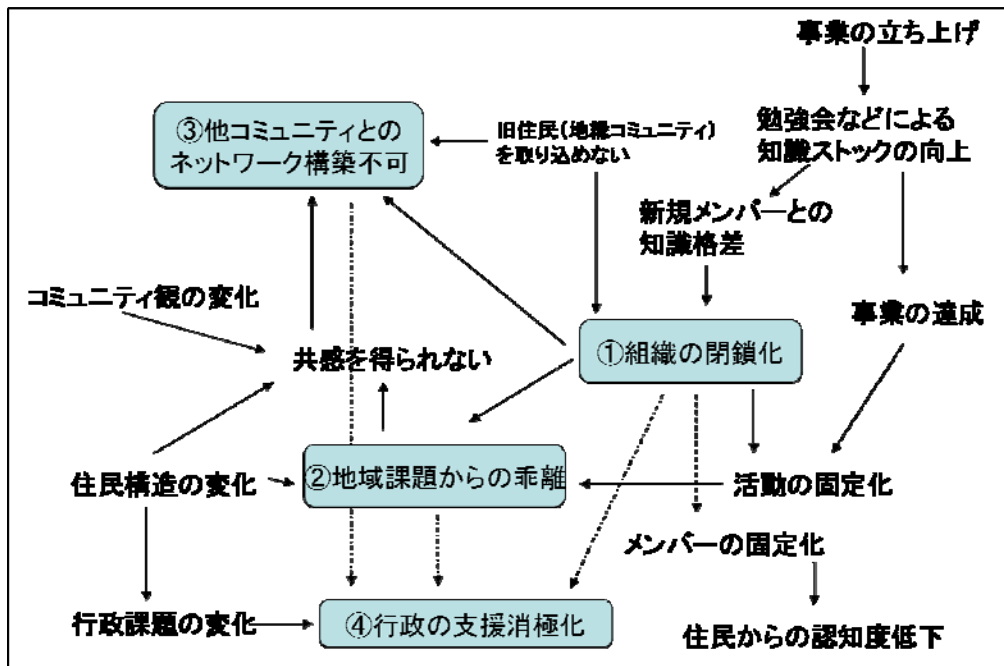 事業の立ち上げ
③他コミュニティとの
ネットワーク構築不可
旧住民(地縁コミュニティ)
を取り込めない
勉強会などによる
知識ストックの向上
新規メンバーとの
知識格差
コミュニティ観の変化
事業の達成
共感を得られない
①組織の閉鎖化
住民構造の変化
②地域課題からの乖離
活動の固定化
メンバーの固定化
行政課題の変化
④行政の支援消極化
住民からの認知度低下